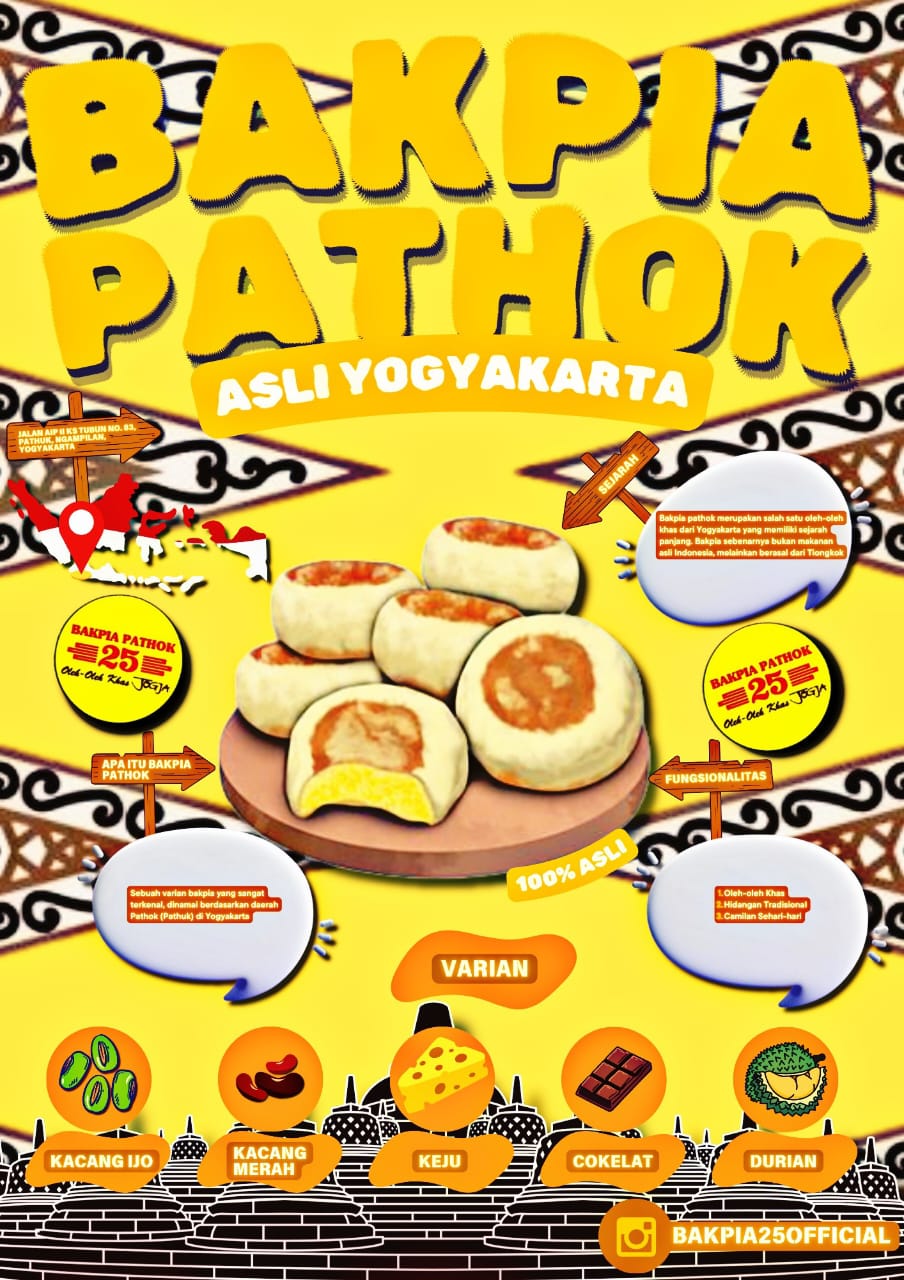 BAKPIA
PATHOK
ASLI YOGYAKARTA
JALAN AIP II KS TUBUN NO. 83,
PATHUK, NGAMPILAN,
YOGYAKARTA
SEJARAH
Bakpia pathok merupakan salah satu oleh-oleh
khas dari Yogyakarta yang memiliki sejarah
panjang. Bakpia sebenarnya bukan makanan
asli Indonesia, melainkan berasal dari Tiongkok
BAKPIA PATHOK
25
Oleh-Oleh Khas JOGJA
BAKPIA PATHOK
25
Oleh-Oleh Khas JOGJA
APA ITU BAKPIA
PATHOK
FUNGSIONALITAS
Sebuah varian bakpia yang sangat
terkenal, dinamai berdasarkan daerah
Pathok (Pathuk) di Yogyakarta
100% ASLI
1.Oleh-oleh Khas
2.Hidangan Tradisional
3.Camilan Sehari-hari
VARIAN
KACANG IJO
KACANG
MERAH
KEJU
COKELAT
DURIAN
BAKPIA25OFFICIAL